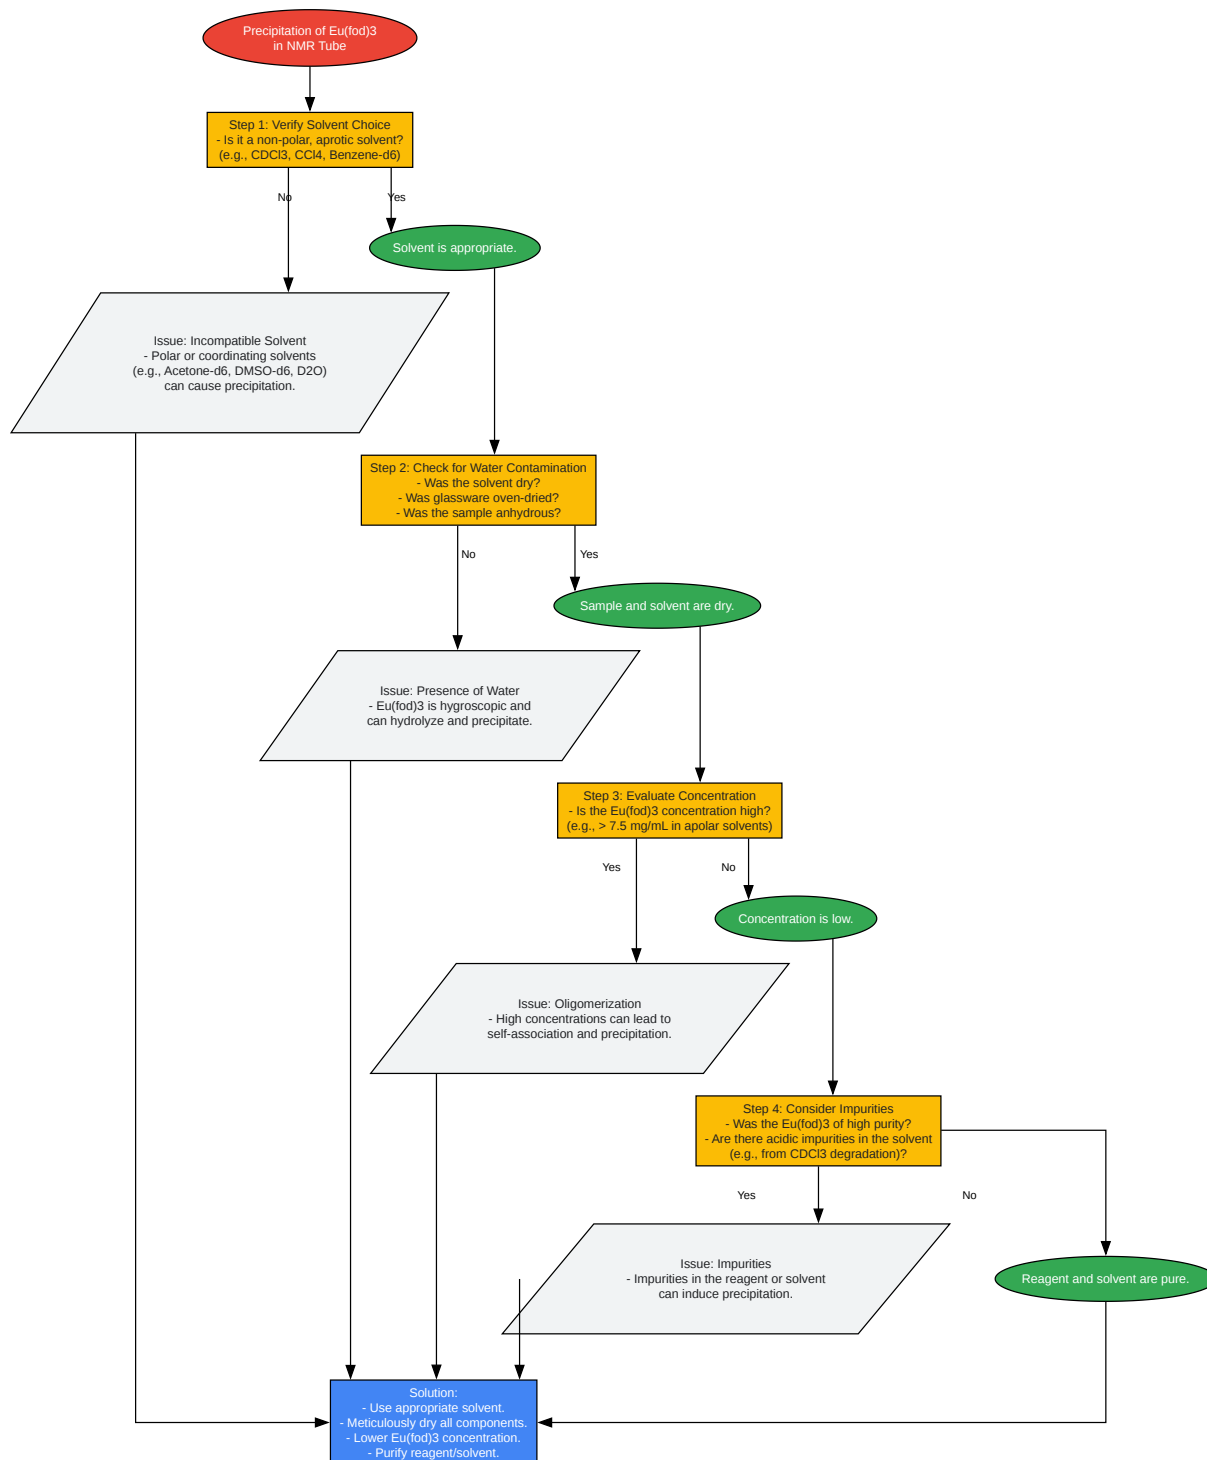 Precipitation of Eu(fod)3
in NMR Tube
Step 1: Verify Solvent Choice
- Is it a non-polar, aprotic solvent?
(e.g., CDCl3, CCl4, Benzene-d6)
No
Yes
Solvent is appropriate.
Issue: Incompatible Solvent
- Polar or coordinating solvents
(e.g., Acetone-d6, DMSO-d6, D2O)
can cause precipitation.
Step 2: Check for Water Contamination
- Was the solvent dry?
- Was glassware oven-dried?
- Was the sample anhydrous?
No
Yes
Sample and solvent are dry.
Issue: Presence of Water
- Eu(fod)3 is hygroscopic and
can hydrolyze and precipitate.
Step 3: Evaluate Concentration
- Is the Eu(fod)3 concentration high?
(e.g., > 7.5 mg/mL in apolar solvents)
Yes
No
Concentration is low.
Issue: Oligomerization
- High concentrations can lead to
self-association and precipitation.
Step 4: Consider Impurities
- Was the Eu(fod)3 of high purity?
- Are there acidic impurities in the solvent
(e.g., from CDCl3 degradation)?
Yes
No
Issue: Impurities
- Impurities in the reagent or solvent
can induce precipitation.
Reagent and solvent are pure.
Solution:
- Use appropriate solvent.
- Meticulously dry all components.
- Lower Eu(fod)3 concentration.
- Purify reagent/solvent.